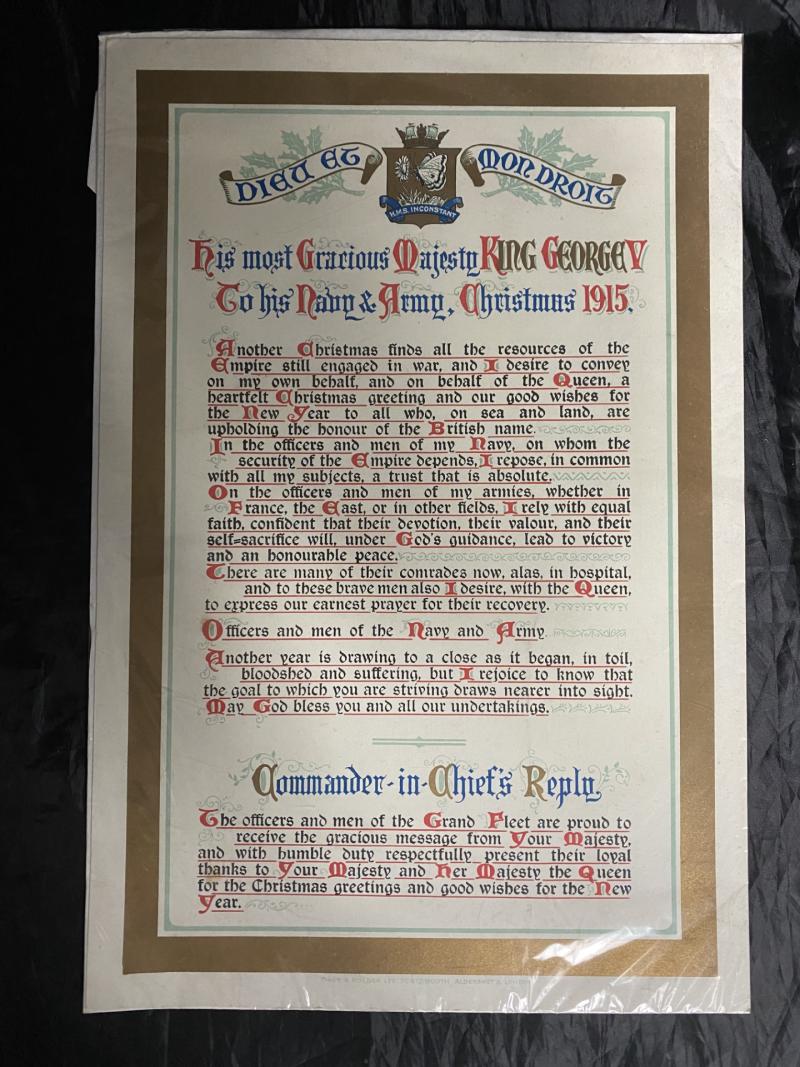 DIEU ET MON DROIT
H.M.S. INCONSTANT
His most Gracious Majesty KING GEORGE V
To his Navy & Army, Christmas 1915.
Another Christmas finds all the resources of the
Empire still engaged in war, and I desire to convey
on my own behalf, and on behalf of the Queen, a
heartfelt Christmas greeting and our good wishes for
the New Year to all who, on sea and land, are
upholding the honour of the British name.
In the officers and men of my Navy, on whom the
security of the Empire depends, I repose, in common
with all my subjects, a trust that is absolute.
On the officers and men of my armies, whether in
France, the East, or in other fields, I rely with equal
faith, confident that their devotion, their valour, and their
self-sacrifice will, under God's guidance, lead to victory
and an honourable peace.
There are many of their comrades now, alas, in hospital,
and to these brave men also I desire, with the Queen,
to express our earnest prayer for their recovery.
Officers and men of the Navy and Army.
Another year is drawing to a close as it began, in toil,
bloodshed and suffering, but I rejoice to know that
the goal to which you are striving draws nearer into sight.
May God bless you and all our undertakings.
Commander-in-Chief's Reply
The officers and men of the Grand Fleet are proud to
receive the gracious message from Your Majesty,
and with humble duty respectfully present their loyal
thanks to Your Majesty and Her Majesty the Queen
for the Christmas greetings and good wishes for the New
Year.
GALE & POLDEN LTD. PORTSMOUTH, ALDERSHOT & LONDON